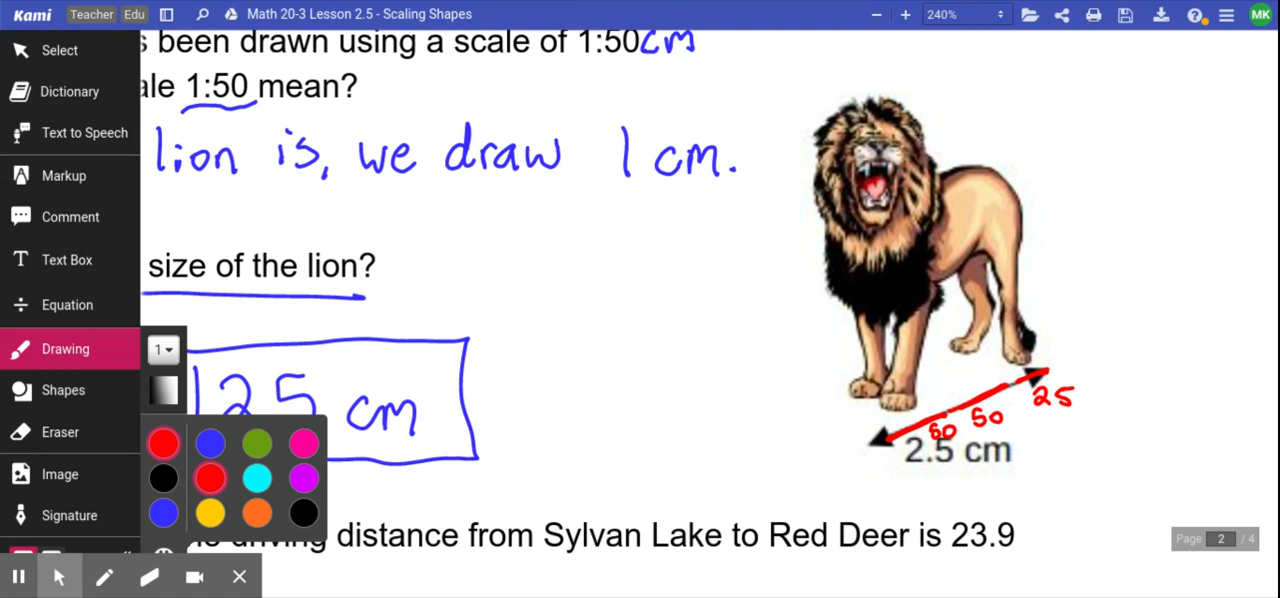 Kami Teacher Edu Math 20-3 Lesson 2.5 - Scaling Shapes 240% MK
Select
Dictionary
Text to Speech
Markup
Comment
Text Box
Equation
Drawing
Shapes
Eraser
Image
Signature
1
been drawn using a scale of 1:50cm
1:50 mean?
lion is, we draw 1 cm.
size of the lion?
125 cm
50 50 25
2.5 cm
driving distance from Sylvan Lake to Red Deer is 23.9
Page 2 / 4